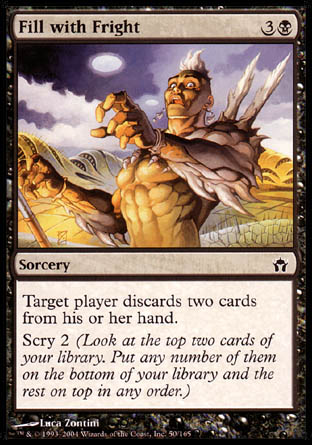 Fill with Fright 3
Sorcery
Target player discards two cards
from his or her hand.
Scry 2 (Look at the top two cards of
your library. Put any number of them
on the bottom of your library and the
rest on top in any order.)
Luca Zontini
™ & © 1993–2004 Wizards of the Coast, Inc. 50/165